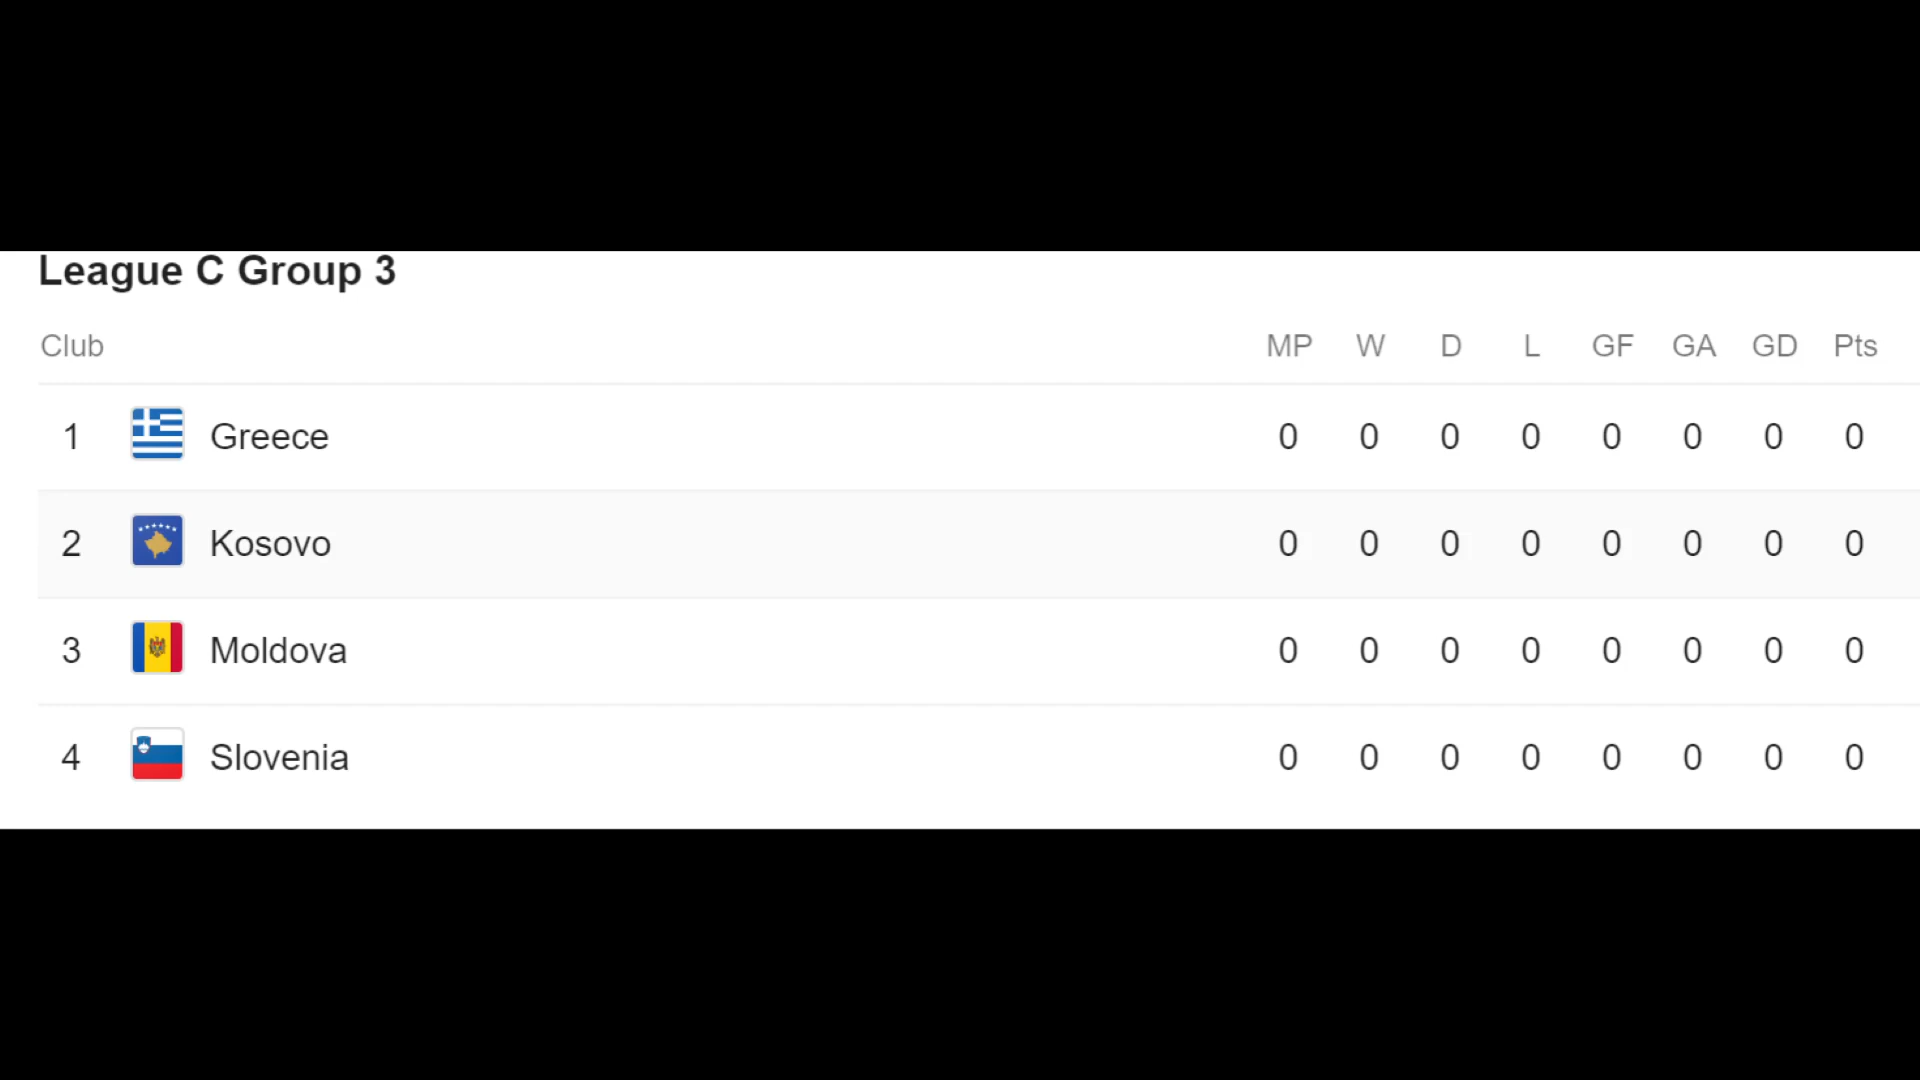 League C Group 3
Club MP W D L GF GA GD Pts
1 Greece 0 0 0 0 0 0 0 0
2 Kosovo 0 0 0 0 0 0 0 0
3 Moldova 0 0 0 0 0 0 0 0
4 Slovenia 0 0 0 0 0 0 0 0